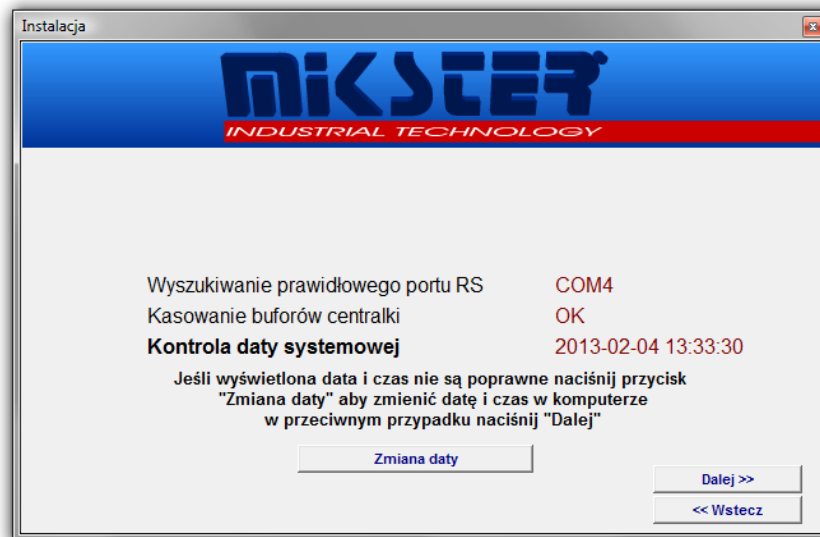 Instalacja
MIKSTER
INDUSTRIAL TECHNOLOGY
Wyszukiwanie prawidłowego portu RS COM4
Kasowanie buforów centralki OK
Kontrola daty systemowej 2013-02-04 13:33:30
Jeśli wyświetlona data i czas nie są poprawne naciśnij przycisk
"Zmiana daty" aby zmienić datę i czas w komputerze
w przeciwnym przypadku naciśnij "Dalej"
Zmiana daty
Dalej >>
<< Wstecz